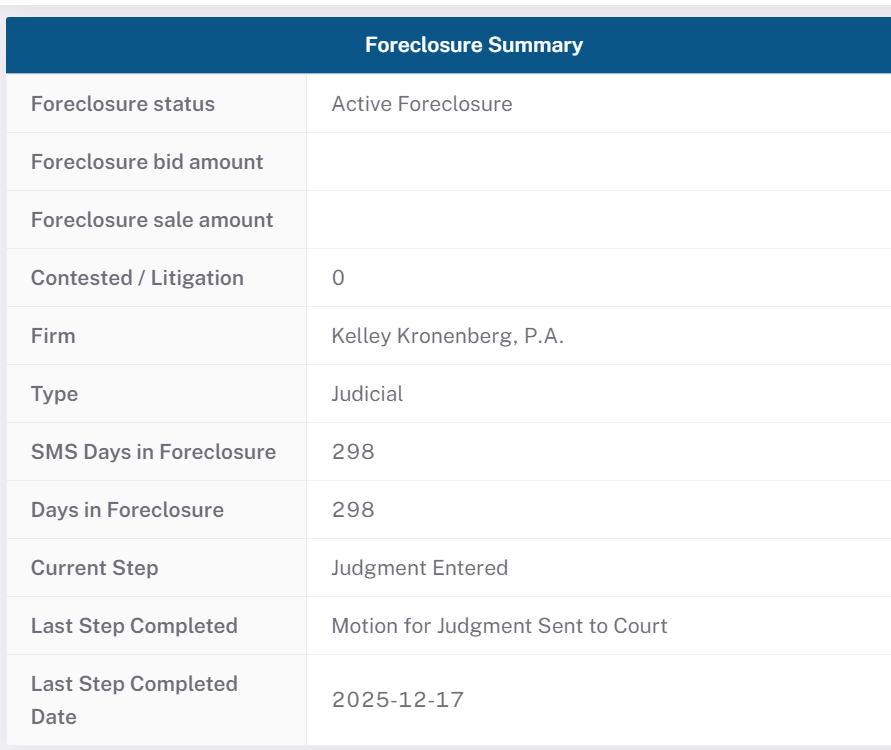 Foreclosure Summary
Foreclosure status Active Foreclosure
Foreclosure bid amount
Foreclosure sale amount
Contested / Litigation 0
Firm Kelley Kronenberg, P.A.
Type Judicial
SMS Days in Foreclosure 298
Days in Foreclosure 298
Current Step Judgment Entered
Last Step Completed Motion for Judgment Sent to Court
Last Step Completed
Date
2025-12-17